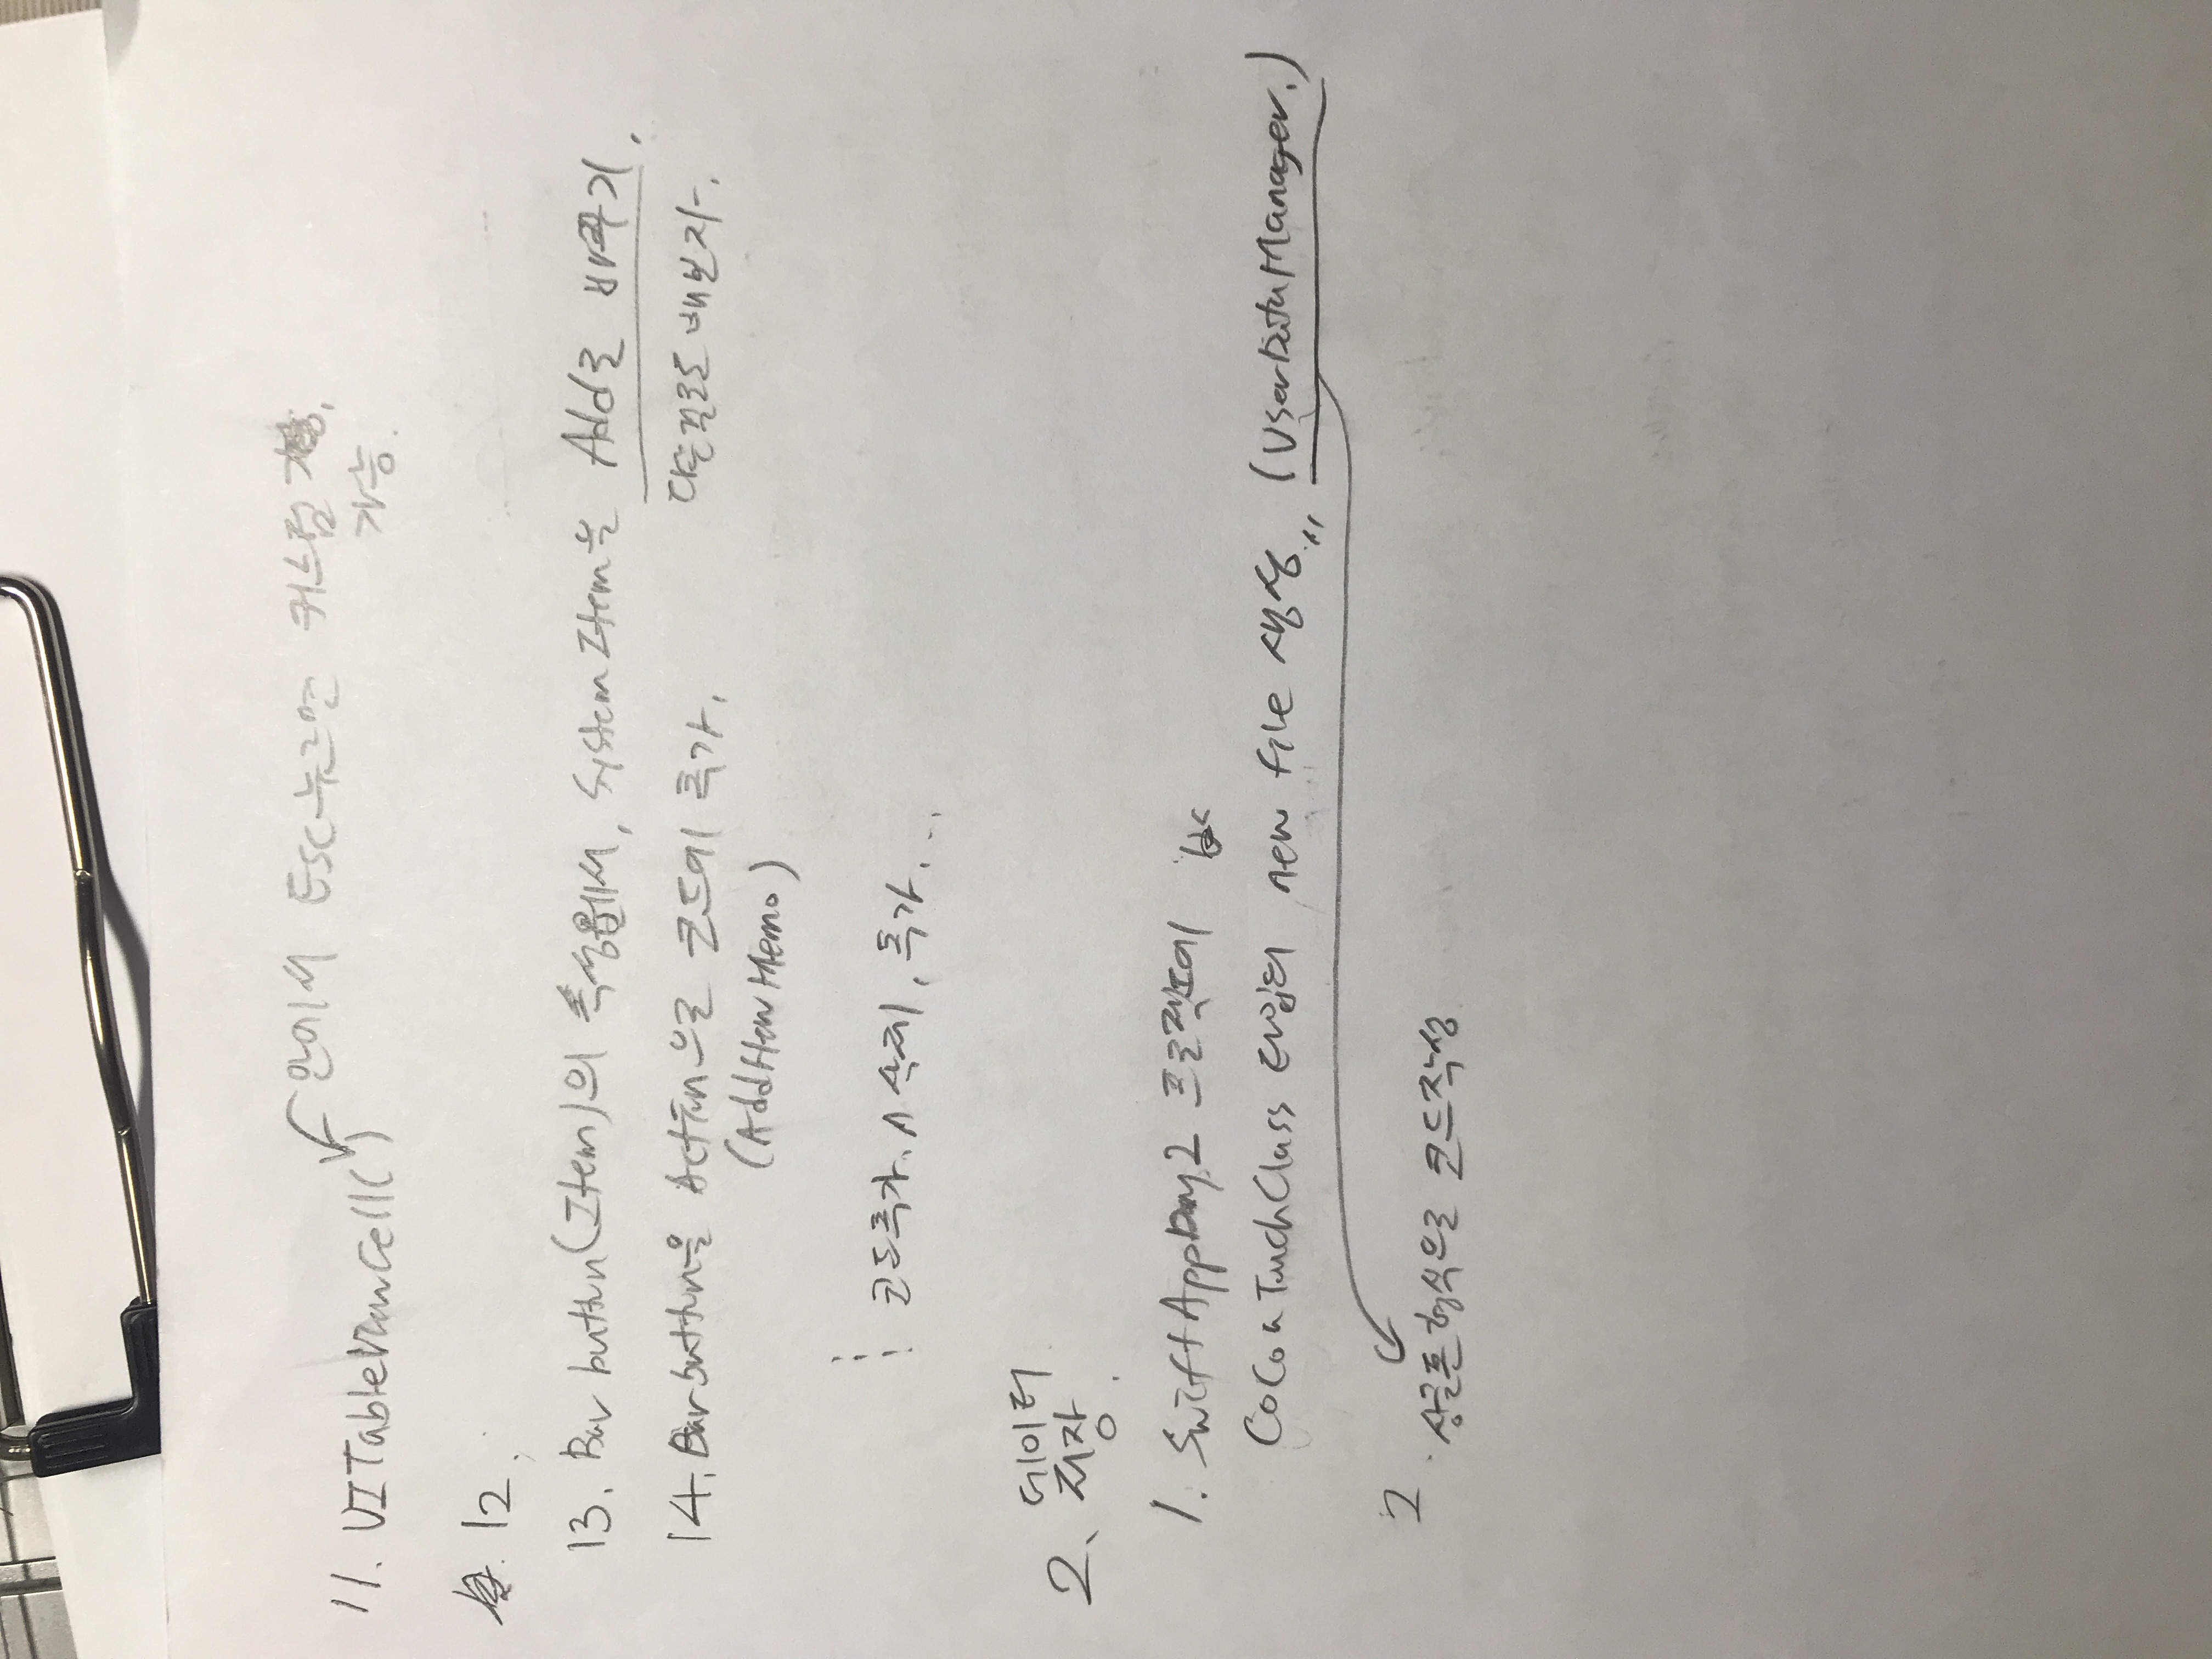 안에서 Esc 누르면 커스텀
가능.
11. UITableViewCell( )
12.
13. Bar button(Item)의 속성에서, System Item을 Add로 바꾸기.
14. Barbutton을 Action으로 코드에 추가. 다른걸로도 해보자.
(AddNewMemo)
코드추가, 삭제, 추가...
데이터
2. 저장.
1. SwiftAppDay2 프로젝트에
CoCoaTouchClass 타입의 new file 생성,, (UserDataManager.)
2. 싱글톤형식으로 코드작성